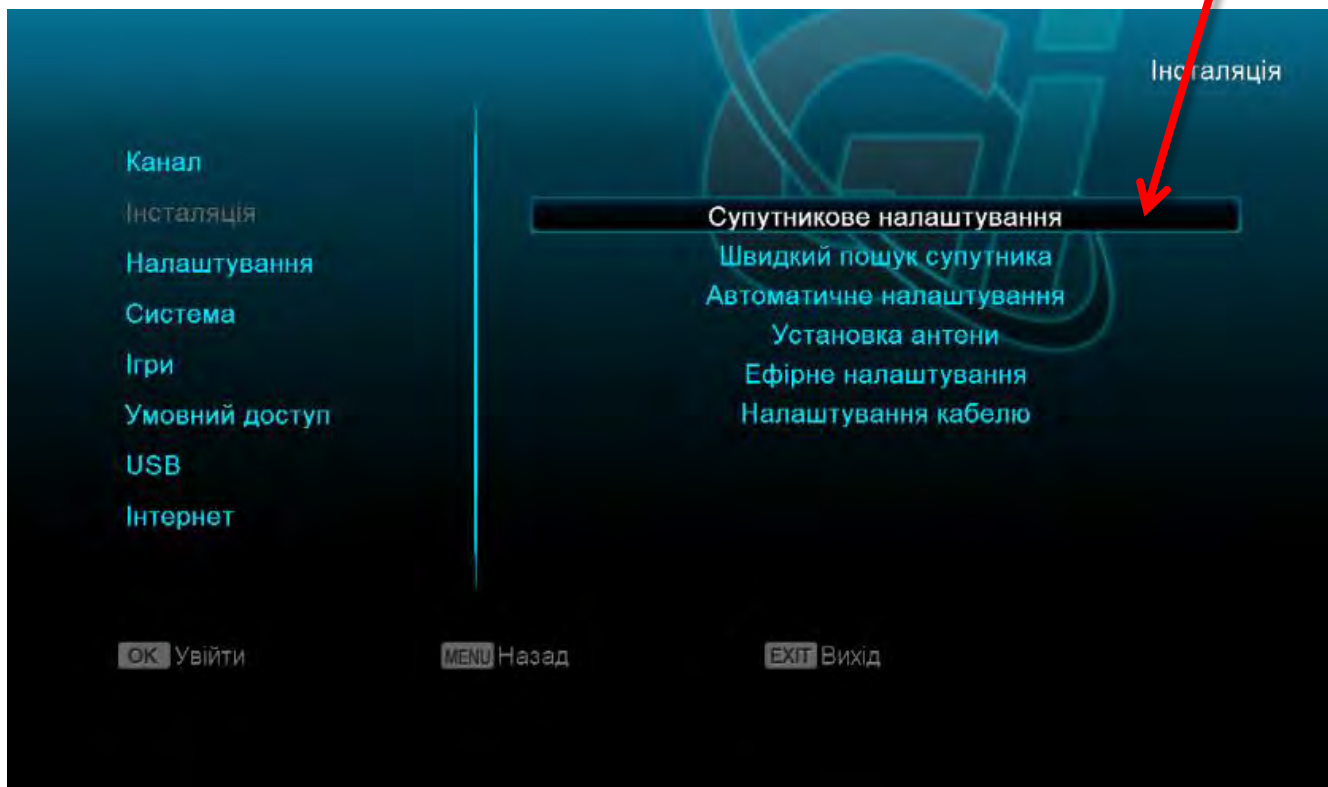 Інсталяція
Канал
Інсталяція
Налаштування
Система
Ігри
Умовний доступ
USB
Інтернет
Супутникове налаштування
Швидкий пошук супутника
Автоматичне налаштування
Установка антени
Ефірне налаштування
Налаштування кабелю
OK Увійти
MENU Назад
EXIT Вихід